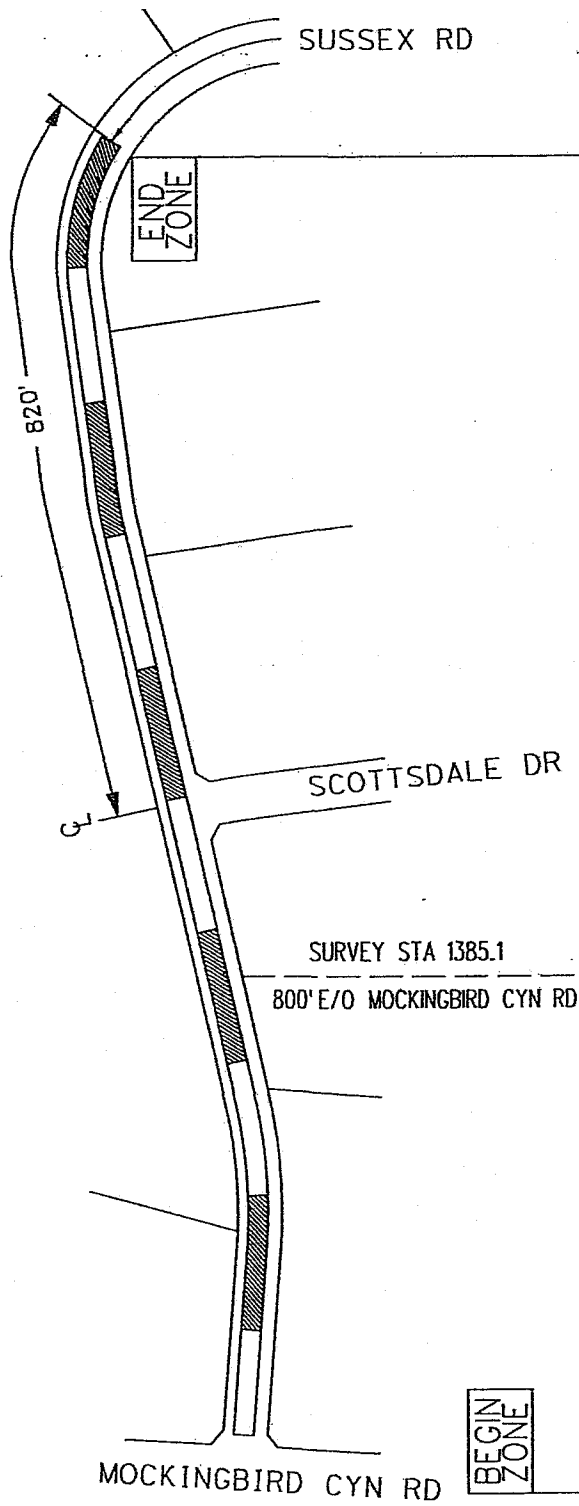 SUSSEX RD
END
ZONE
820'
SCOTTSDALE DR
CL
SURVEY STA 1385.1
800' E/O MOCKINGBIRD CYN RD
BEGIN
ZONE
MOCKINGBIRD CYN RD